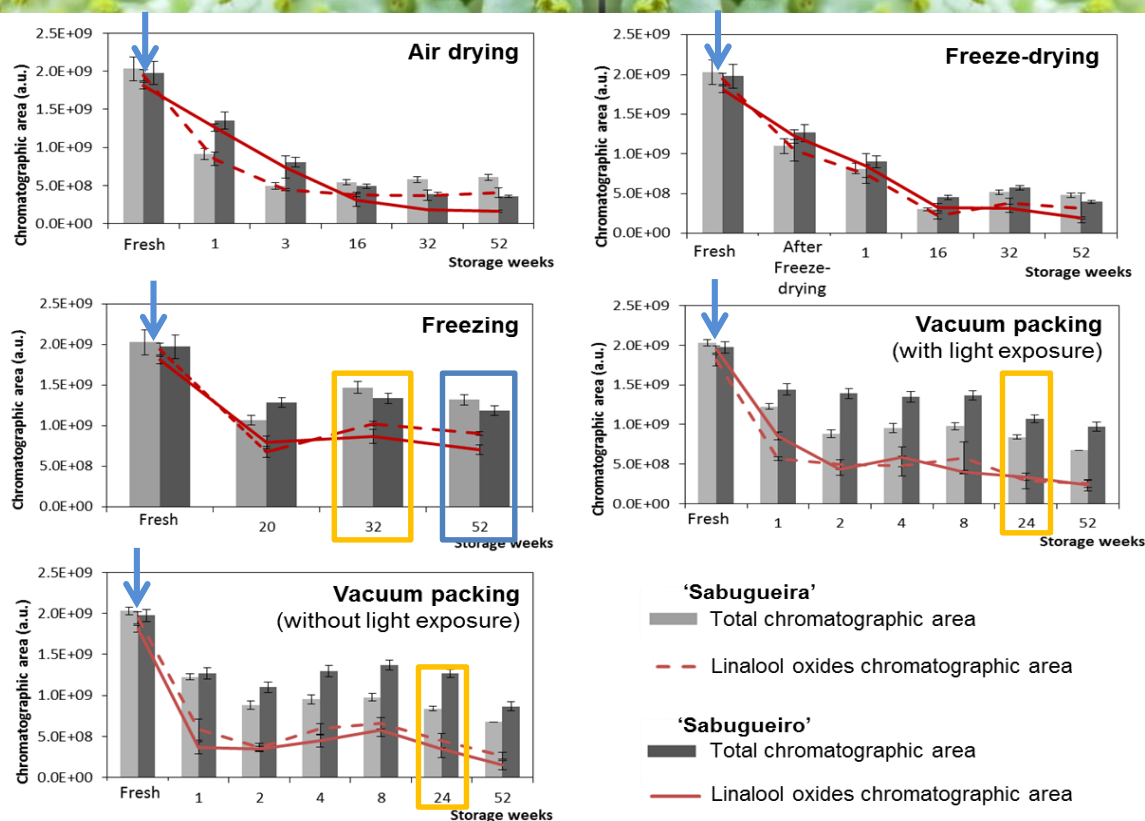 Air drying
Chromatographic area (a.u.)
2.5E+09
2.0E+09
1.5E+09
1.0E+09
5.0E+08
0.0E+00
Fresh 1 3 16 32 52
Storage weeks
Freeze-drying
Chromatographic area (a.u.)
2.5E+09
2.0E+09
1.5E+09
1.0E+09
5.0E+08
0.0E+00
Fresh After Freeze- drying 1 16 32 52
Storage weeks
Freezing
Chromatographic area (a.u.)
2.5E+09
2.0E+09
1.5E+09
1.0E+09
5.0E+08
0.0E+00
Fresh 20 32 52
Storage weeks
Vacuum packing
(with light exposure)
Chromatographic area (a.u.)
2.5E+09
2.0E+09
1.5E+09
1.0E+09
5.0E+08
0.0E+00
Fresh 1 2 4 8 24 52
Storage weeks
Vacuum packing
(without light exposure)
Chromatographic area (a.u.)
2.5E+09
2.0E+09
1.5E+09
1.0E+09
5.0E+08
0.0E+00
Fresh 1 2 4 8 24 52
Storage weeks
‘Sabugueira’
Total chromatographic area
Linalool oxides chromatographic area
‘Sabugueiro’
Total chromatographic area
Linalool oxides chromatographic area